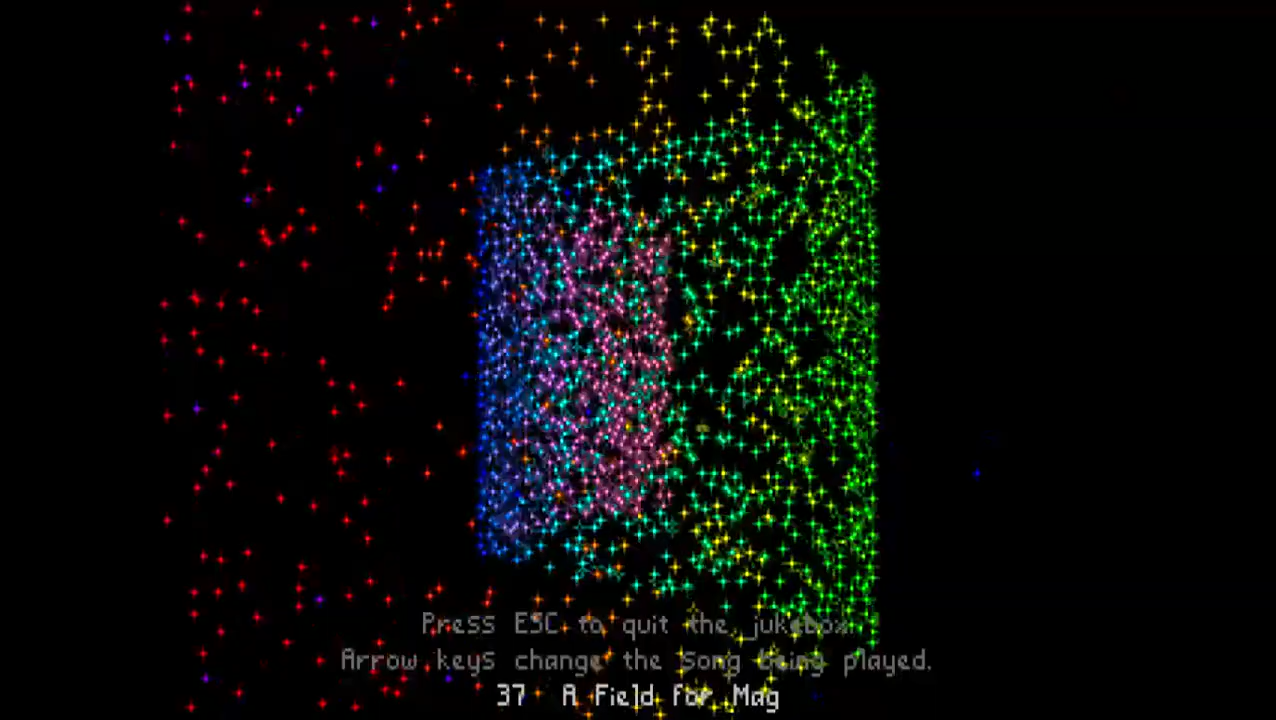 Press ESC to quit the jukebox.
Arrow keys change the song being played.
37 A Field For Mag